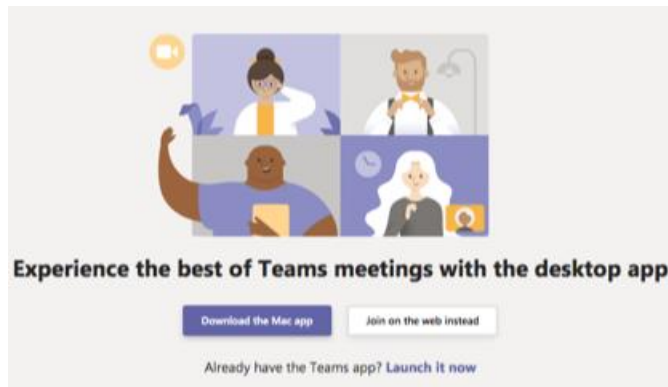 Experience the best of Teams meetings with the desktop app
Download the Mac app
Join on the web instead
Already have the Teams app? Launch it now